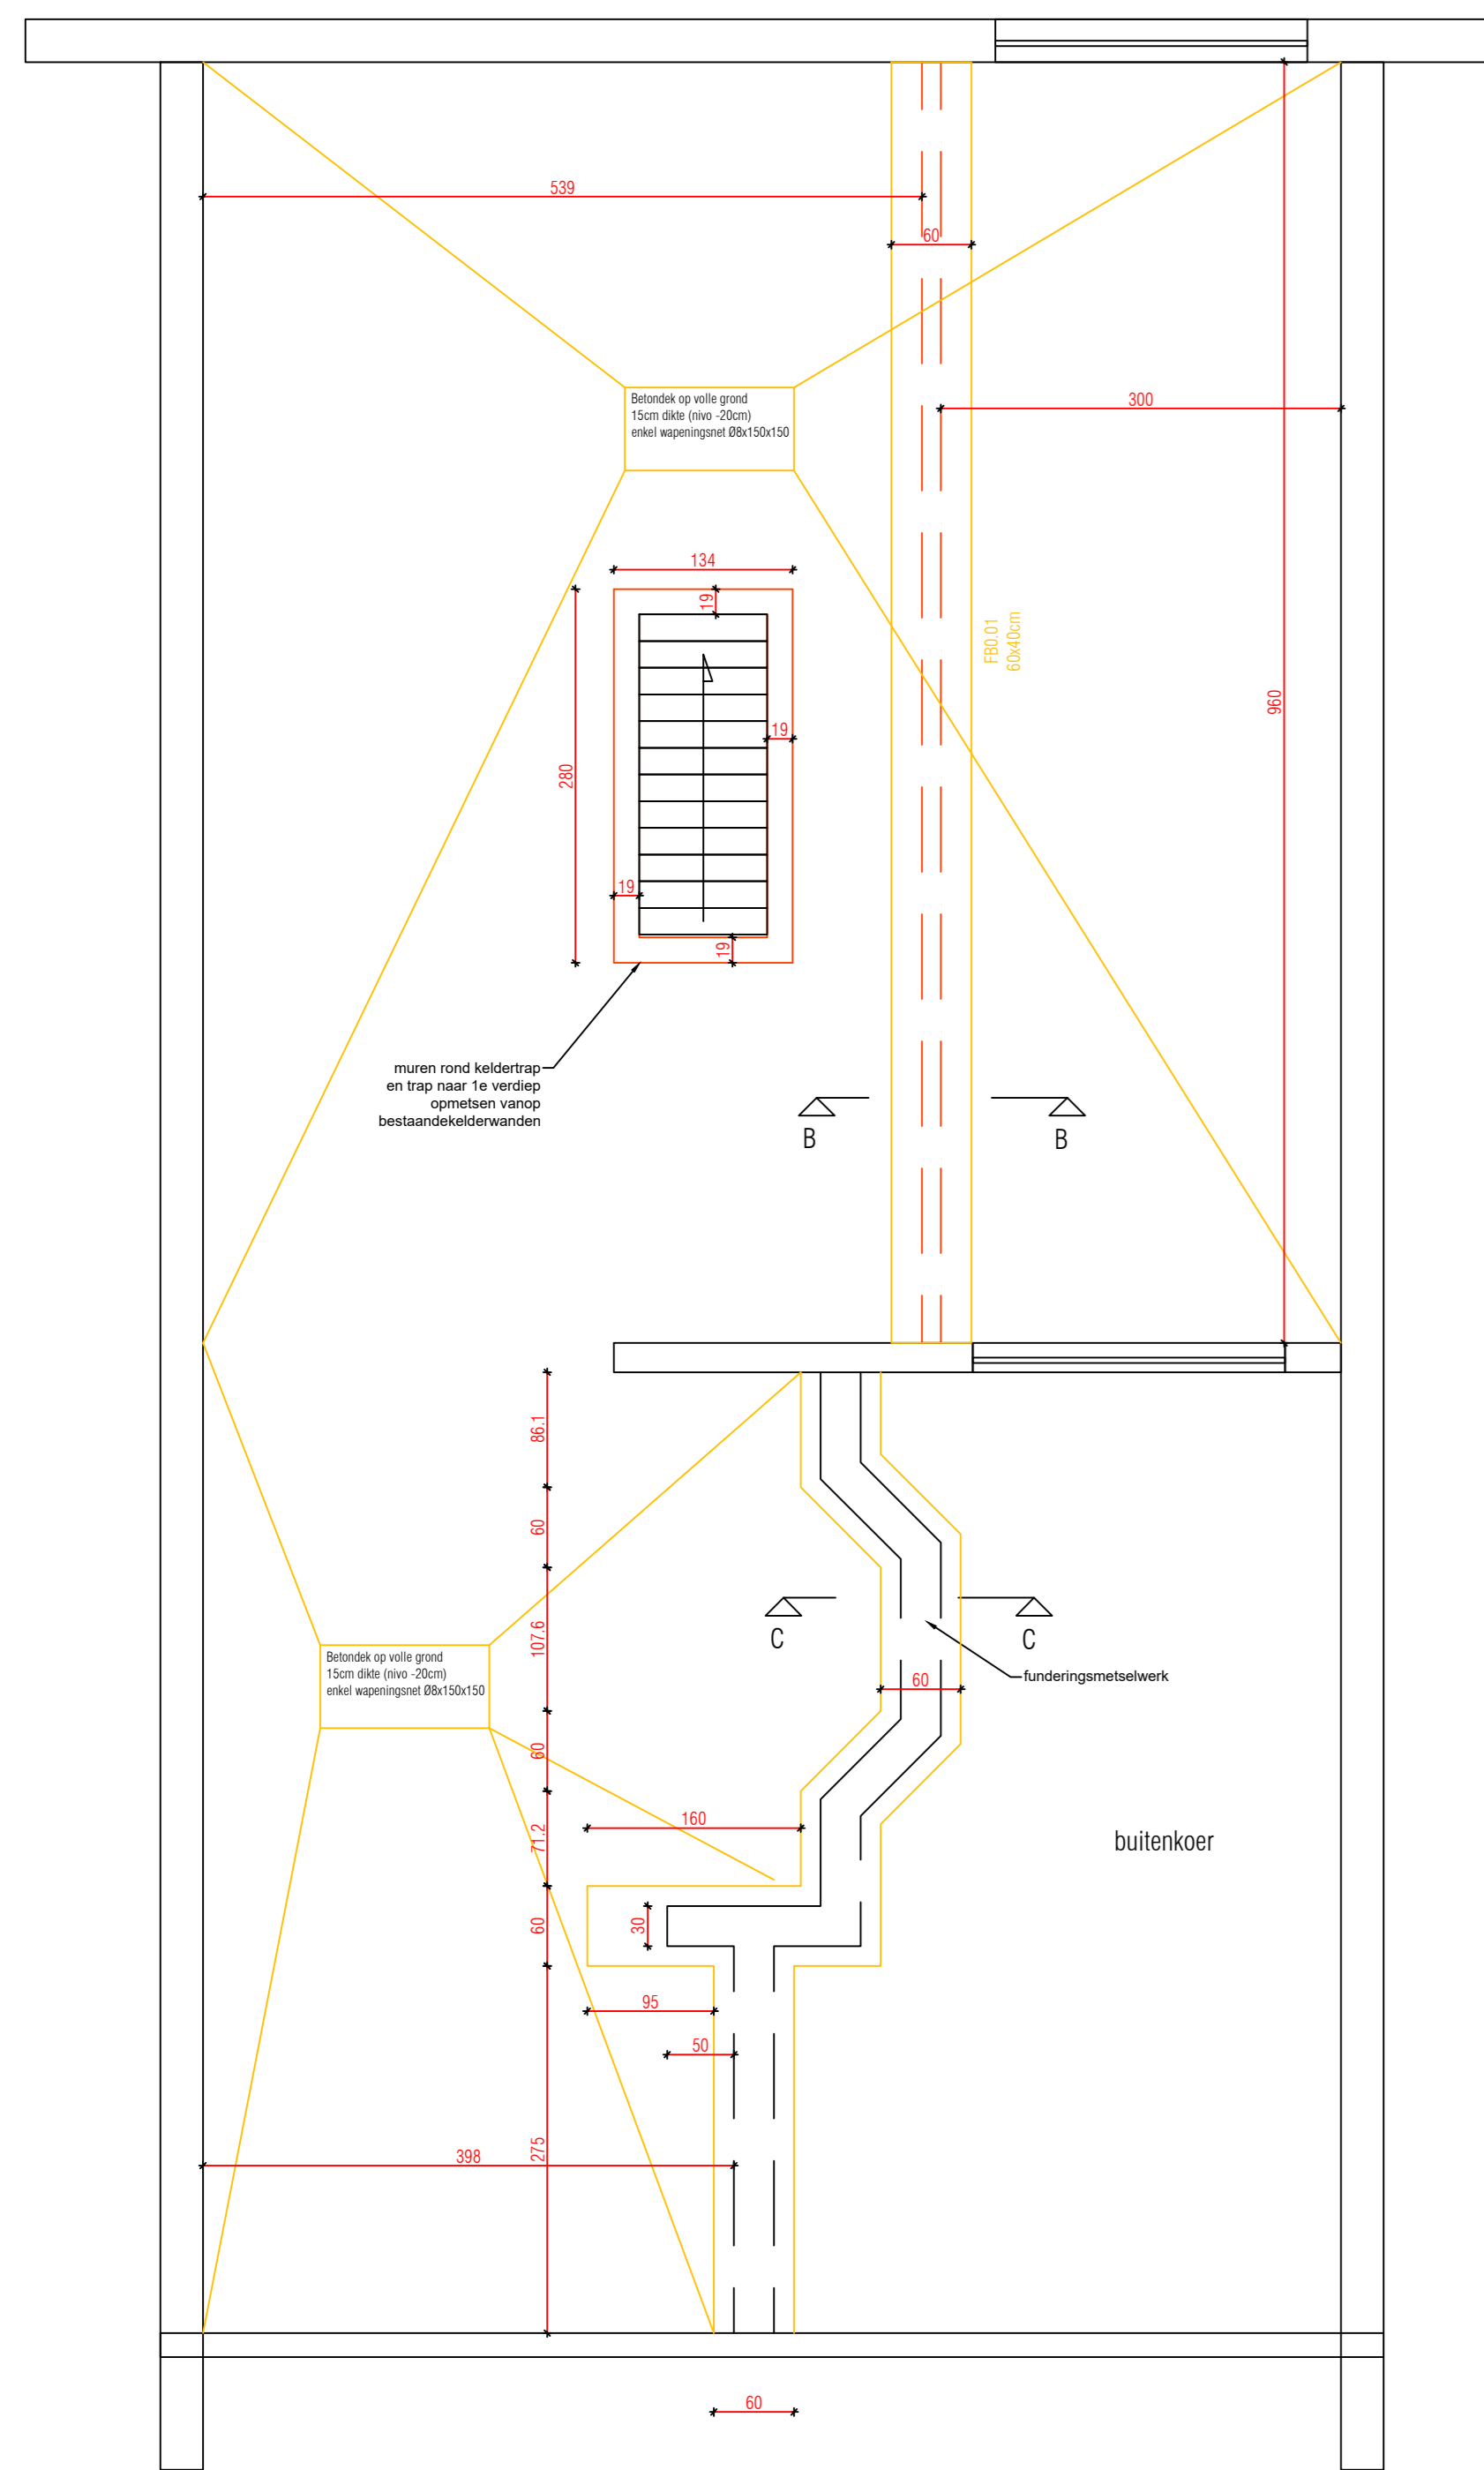 539
60
300
Betondek op volle grond
15cm dikte (nivo -20cm)
enkel wapeningsnet Ø8x150x150
134
19
FB0.01
60x40cm
960
19
280
19
19
muren rond keldertrap
en trap naar 1e verdiep
opmetsen vanop
bestaandekelderwanden
B
B
86.1
60
107.6
C
C
funderingsmetselwerk
60
Betondek op volle grond
15cm dikte (nivo -20cm)
enkel wapeningsnet Ø8x150x150
60
160
71.2
buitenkoer
60
30
95
50
275
398
60